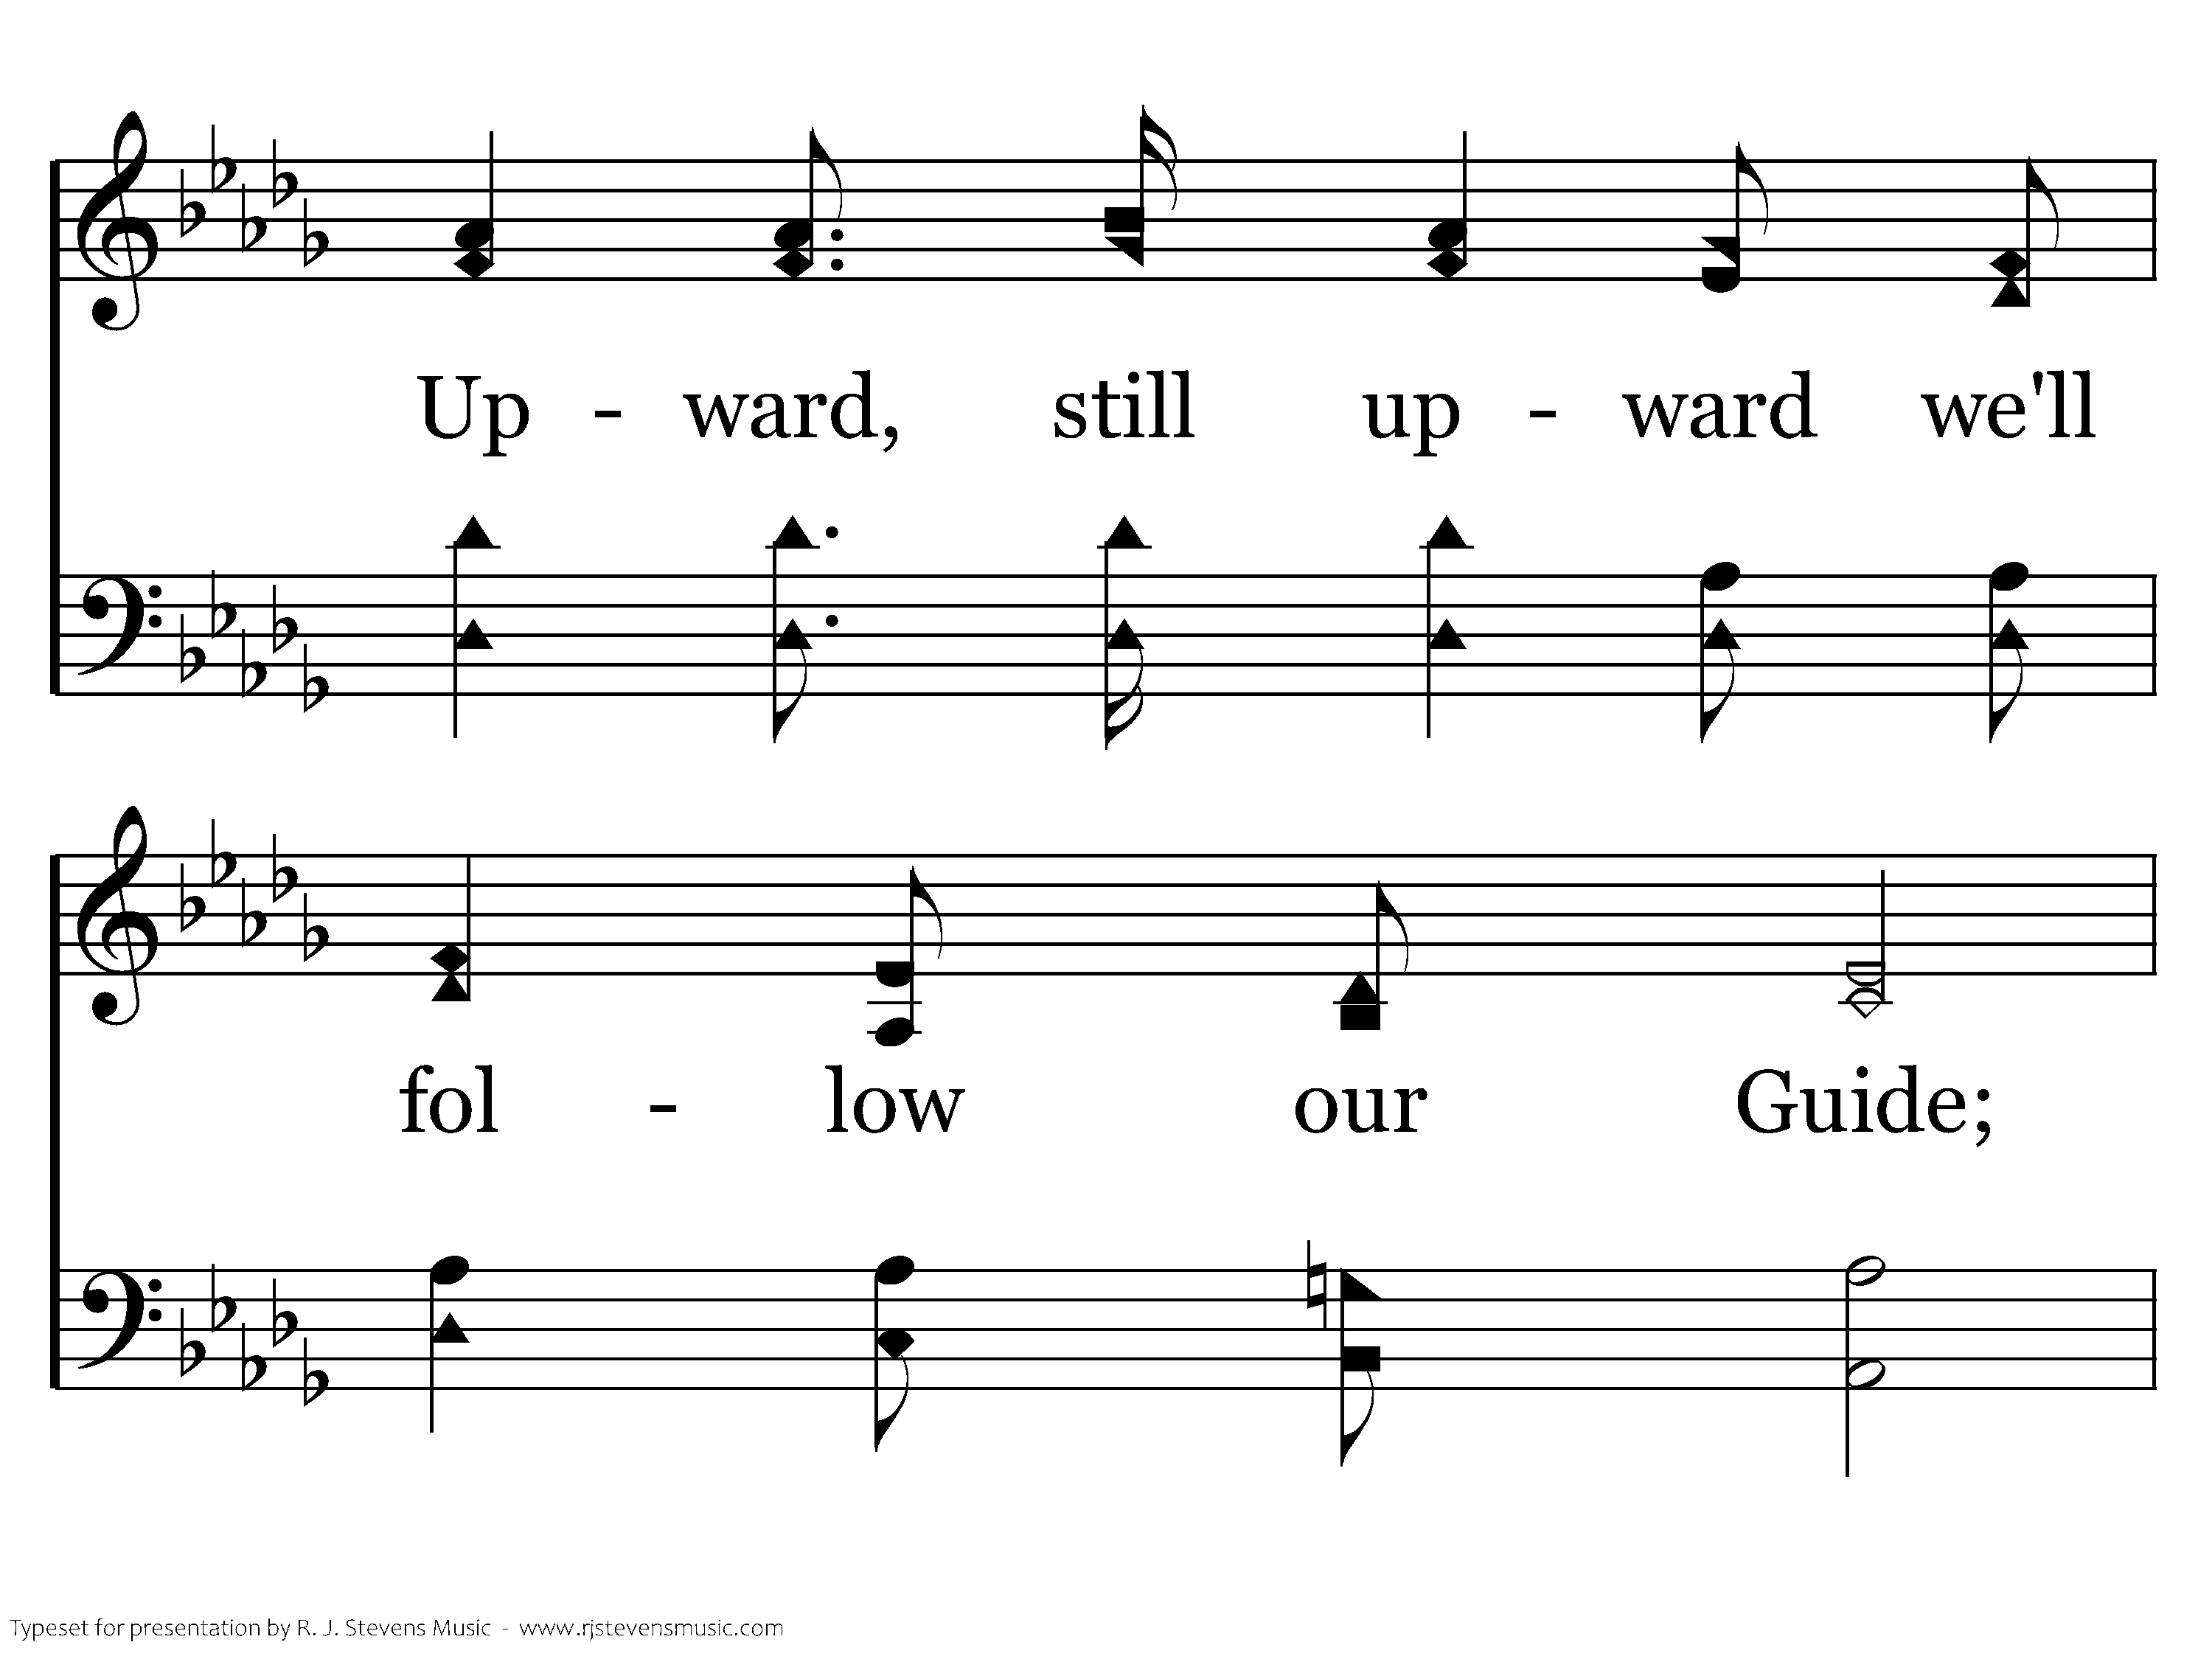 Up - ward, still up - ward we'll
fol - low our Guide;
Typeset for presentation by R. J. Stevens Music - www.rjstevensmusic.com